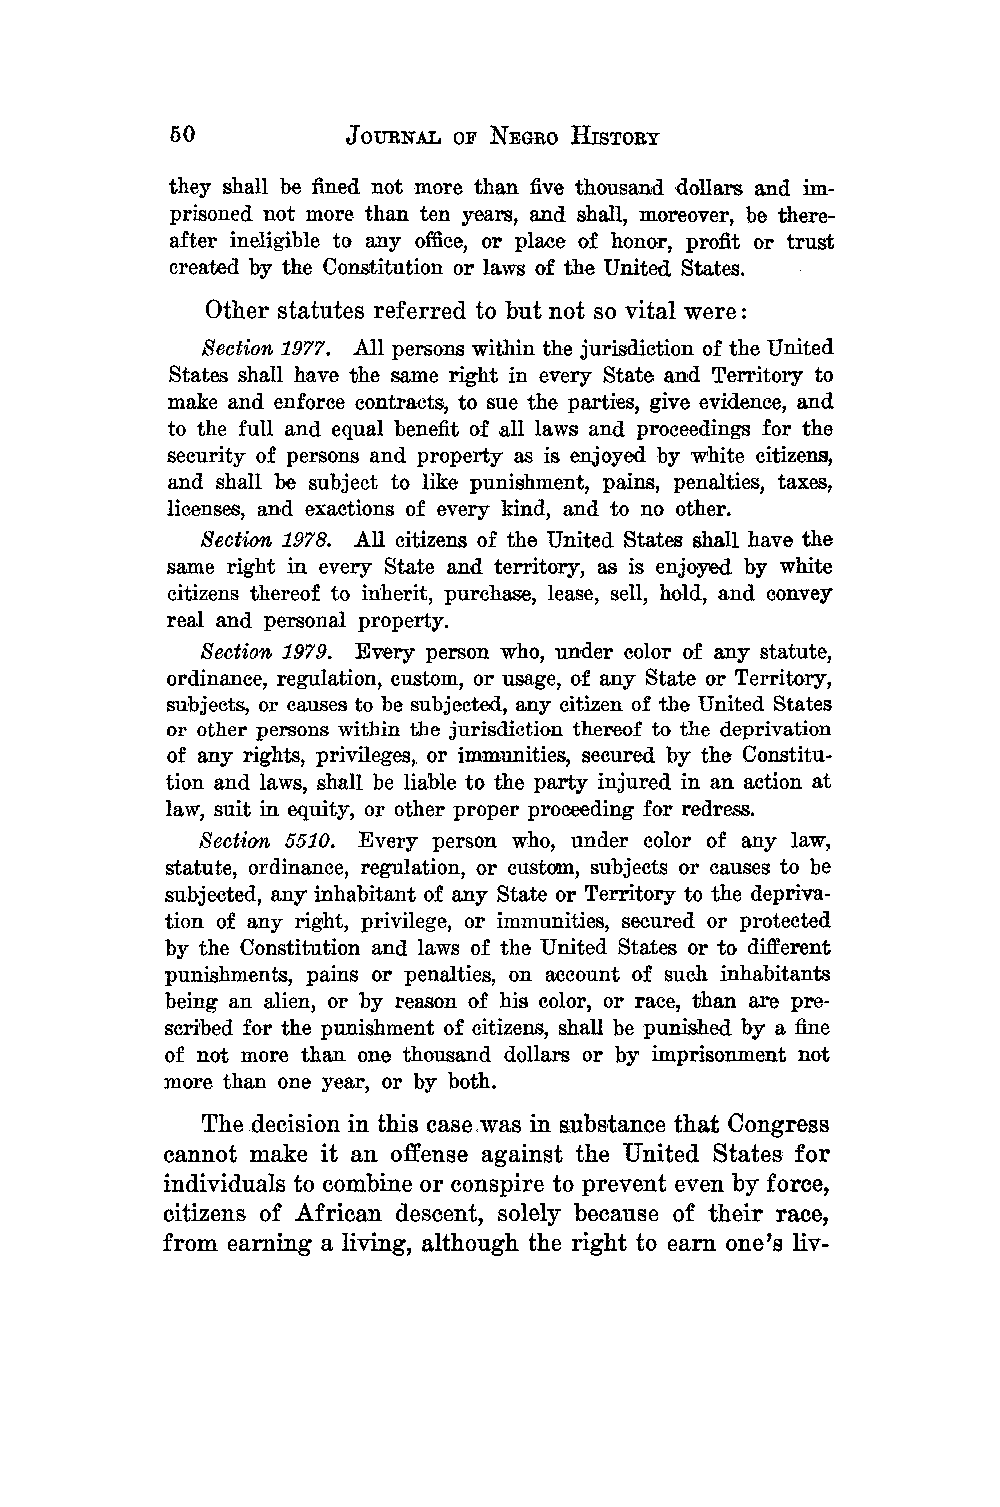 50 JOURNAL OF NEGRO HISTORY
they shall be fined not more than five thousand dollars and im-
prisoned not more than ten years, and shall, moreover, be there-
after ineligible to any office, or place of honor, profit or trust
created by the Constitution or laws of the United States.
Other statutes referred to but not so vital were:
Section 1977. All persons within the jurisdiction of the United
States shall have the same right in every State and Territory to
make and enforce contracts, to sue the parties, give evidence, and
to the full and equal benefit of all laws and proceedings for the
security of persons and property as is enjoyed by white citizens,
and shall be subject to like punishment, pains, penalties, taxes,
licenses, and exactions of every kind, and to no other.
Section 1978. All citizens of the United States shall have the
same right in every State and territory, as is enjoyed by white
citizens thereof to inherit, purchase, lease, sell, hold, and convey
real and personal property.
Section 1979. Every person who, under color of any statute,
ordinance, regulation, custom, or usage, of any State or Territory,
subjects, or causes to be subjected, any citizen of the United States
or other persons within the jurisdiction thereof to the deprivation
of any rights, privileges, or immunities, secured by the Constitu-
tion and laws, shall be liable to the party injured in an action at
law, suit in equity, or other proper proceeding for redress.
Section 5510. Every person who, under color of any law,
statute, ordinance, regulation, or custom, subjects or causes to be
subjected, any inhabitant of any State or Territory to the depriva-
tion of any right, privilege, or immunities, secured or protected
by the Constitution and laws of the United States or to different
punishments, pains or penalties, on account of such inhabitants
being an alien, or by reason of his color, or race, than are pre-
scribed for the punishment of citizens, shall be punished by a fine
of not more than one thousand dollars or by imprisonment not
more than one year, or by both.
The decision in this case was in substance that Congress
cannot make it an offense against the United States for
individuals to combine or conspire to prevent even by force,
citizens of African descent, solely because of their race,
from earning a living, although the right to earn one's liv-